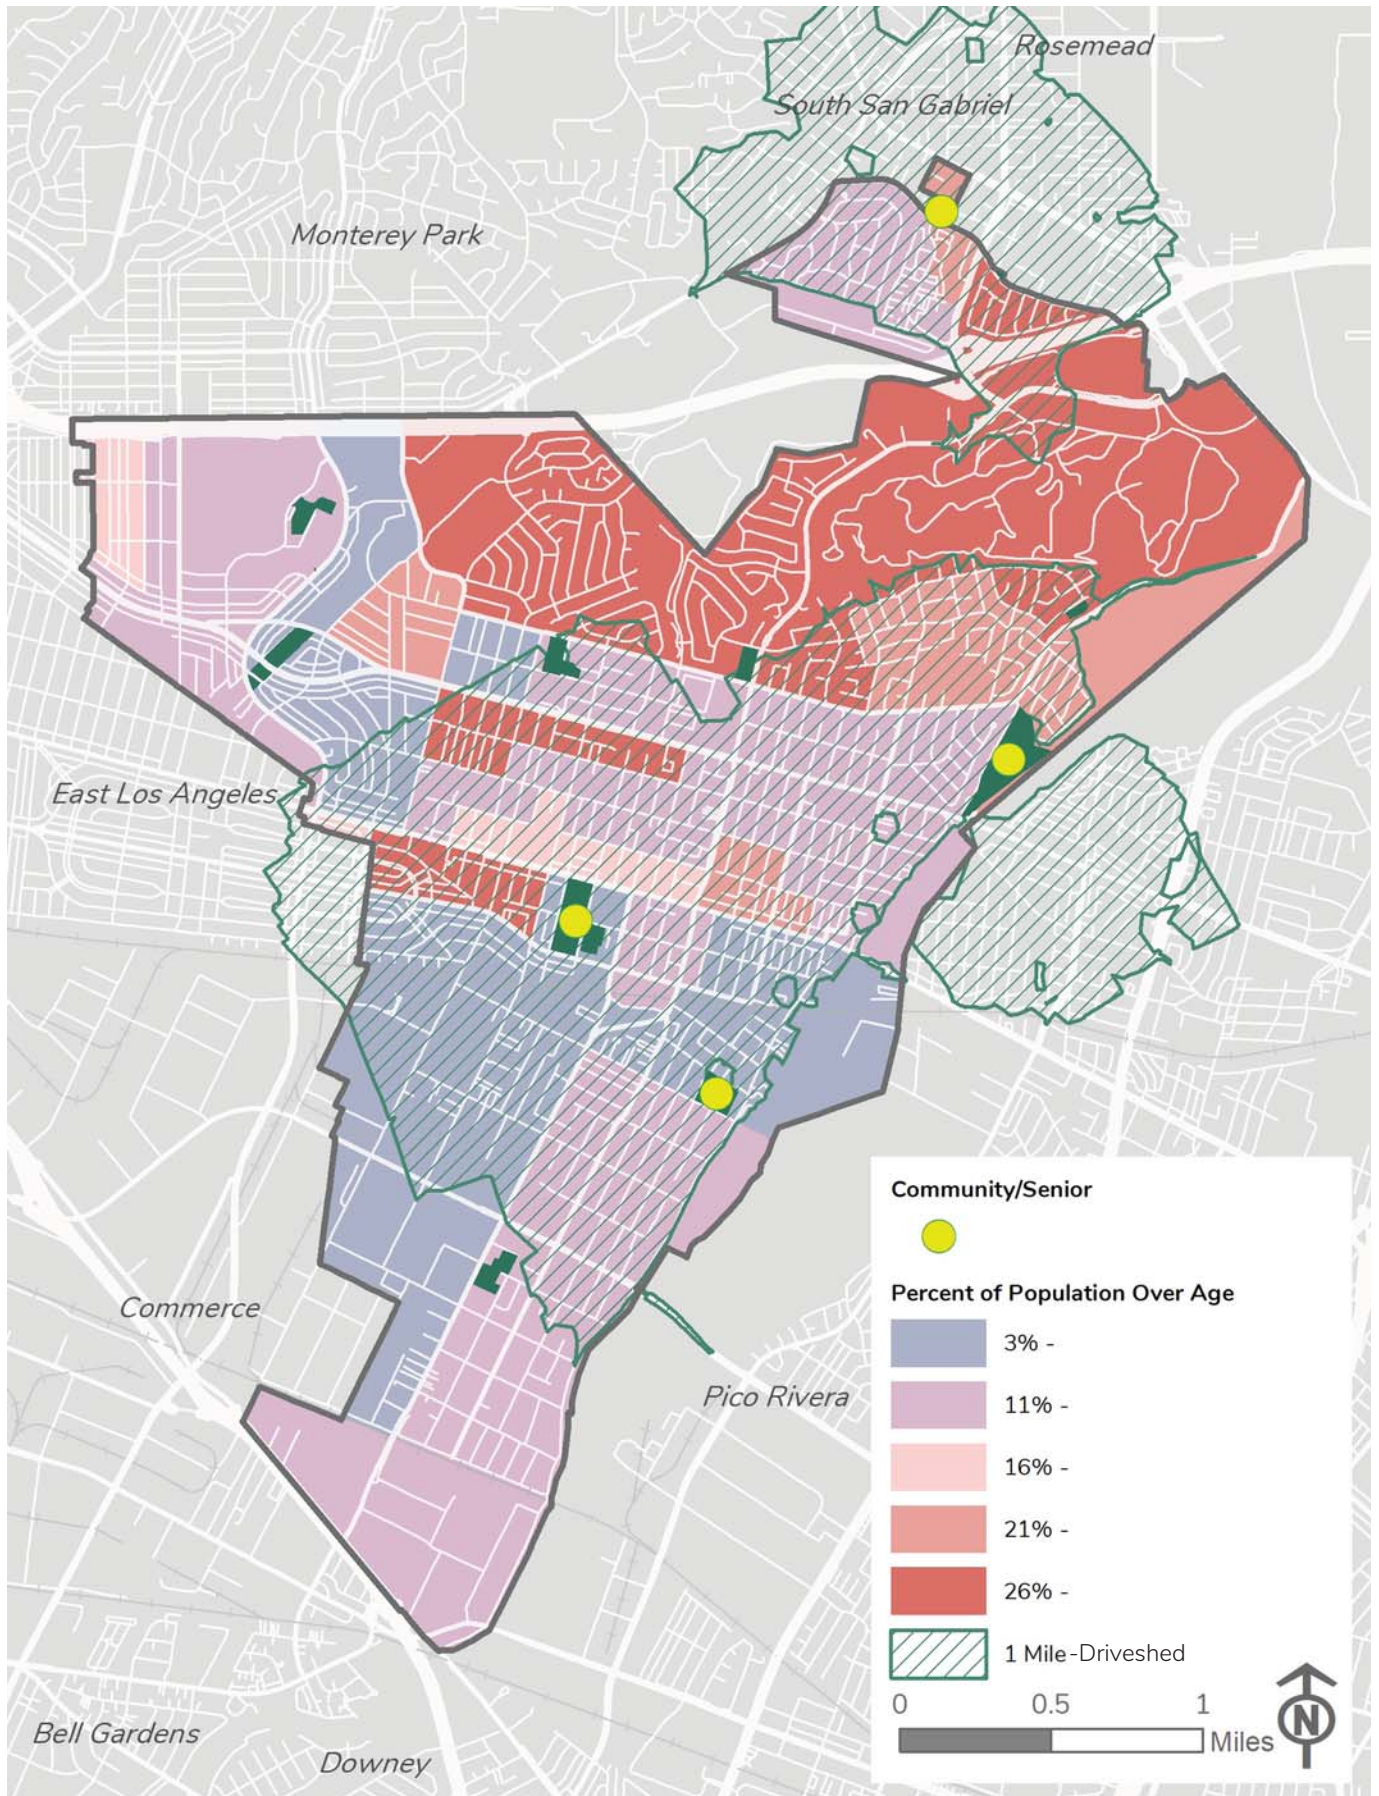 Rosemead
South San Gabriel
Monterey Park
East Los Angeles
Community/Senior
Percent of Population Over Age
3% -
11% -
16% -
21% -
26% -
1 Mile-Driveshed
0 0.5 1
Miles
N
Commerce
Pico Rivera
Bell Gardens
Downey